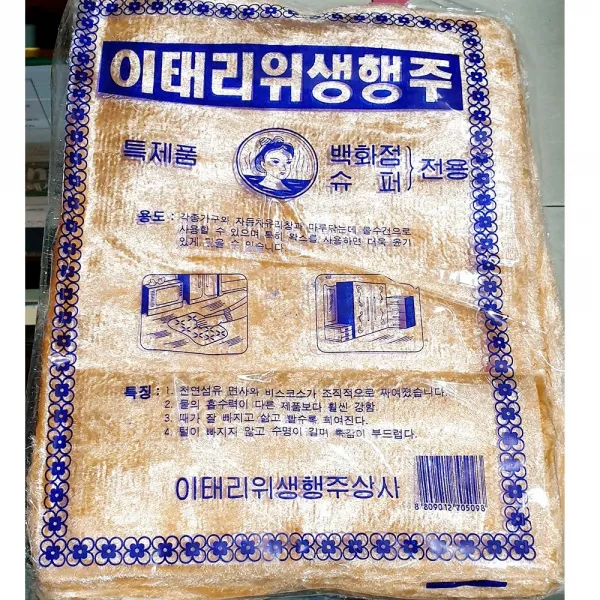 이태리위생행주
특제품
백화점
슈 퍼
전용
용도 : 각종가구와 자동차유리창과 마루닦는데 물수건으로
사용할 수 있으며 특히 왁스를 사용하면 더욱 윤기
있게 닦을 수 있습니다.
특징 : 1. 천연섬유 면사와 비스코스가 조직적으로 짜여졌습니다.
2. 물의 흡수력이 다른 제품보다 훨씬 강함.
3. 때가 잘 빠지고 삶고 빨수록 희여진다.
4. 털이 빠지지 않고 수명이 길며 촉감이 부드럽다.
이태리위생행주상사
8 809012 705098